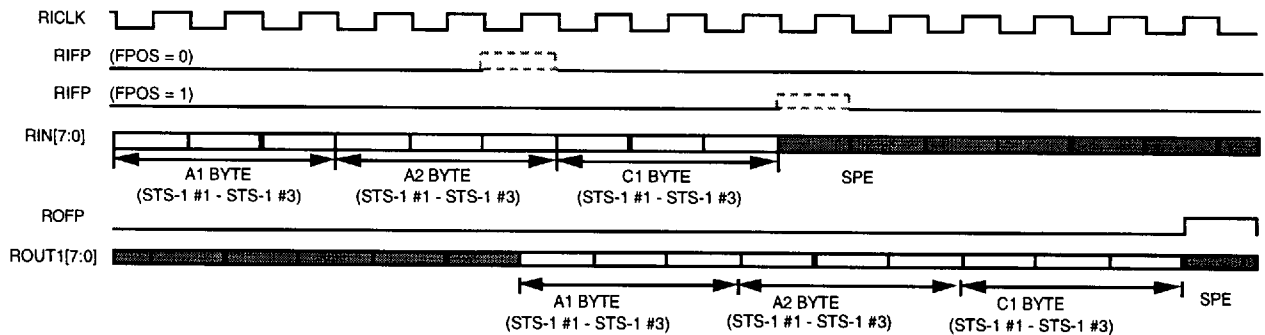 RICLK
RIFP (FPOS = 0)
RIFP (FPOS = 1)
RIN[7:0]
A1 BYTE
(STS-1 #1 - STS-1 #3)
A2 BYTE
(STS-1 #1 - STS-1 #3)
C1 BYTE
(STS-1 #1 - STS-1 #3)
SPE
ROFP
ROUT1[7:0]
A1 BYTE
(STS-1 #1 - STS-1 #3)
A2 BYTE
(STS-1 #1 - STS-1 #3)
C1 BYTE
(STS-1 #1 - STS-1 #3)
SPE